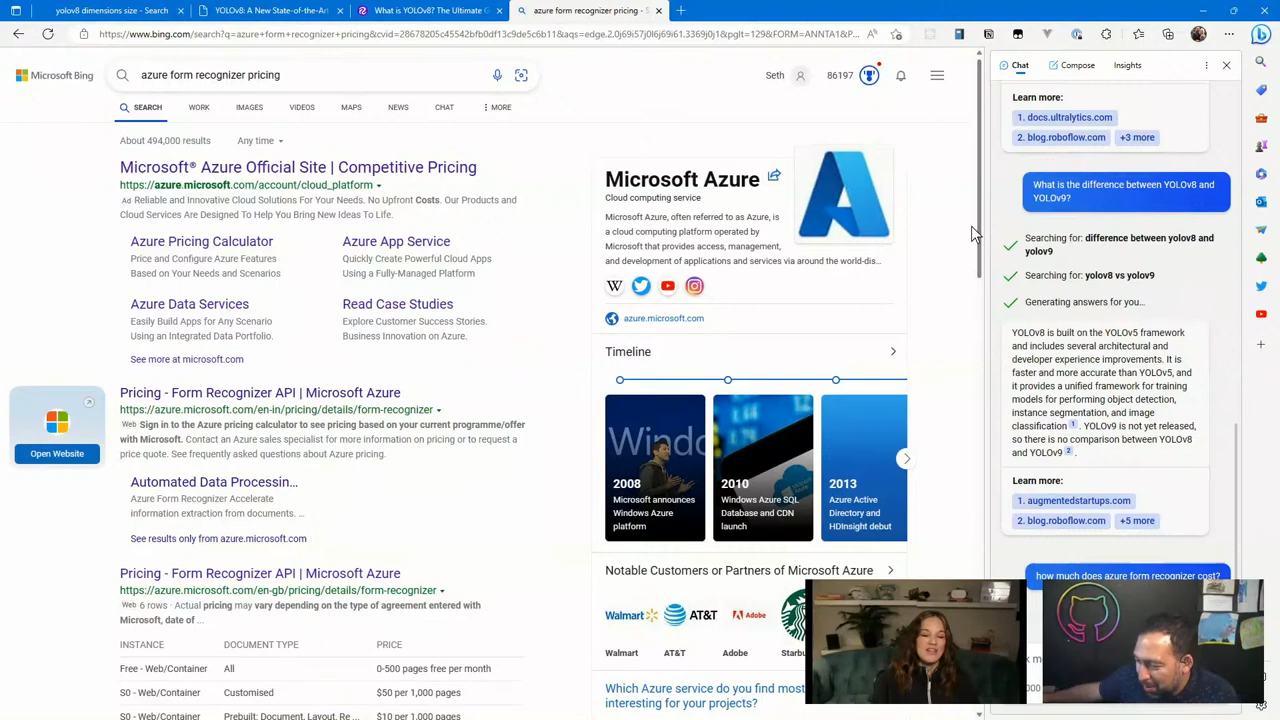 yolov8 dimensions size - Search
YOLOv8: A New State-of-the-Art
What is YOLOv8? The Ultimate G
azure form recognizer pricing - S
https://www.bing.com/search?q=azure+form+recognizer+pricing&cvid=28678205c45542bfb0df13c9de5c6b11&aqs=edge.2.0j69i57j0l6j69i61.3369j0j1&pglt=129&FORM=ANNTA1&P...
Microsoft Bing
azure form recognizer pricing
Seth
86197
SEARCH
WORK
IMAGES
VIDEOS
MAPS
NEWS
CHAT
MORE
About 494,000 results
Any time
Microsoft® Azure Official Site | Competitive Pricing
https://azure.microsoft.com/account/cloud_platform
Ad Reliable and Innovative Cloud Solutions For Your Needs. No Upfront Costs. Our Products and
Cloud Services Are Designed To Help You Bring New Ideas To Life.
Azure Pricing Calculator
Price and Configure Azure Features
Based on Your Needs and Scenarios
Azure App Service
Quickly Create Powerful Cloud Apps
Using a Fully-Managed Platform
Azure Data Services
Easily Build Apps for Any Scenario
Using an Integrated Data Portfolio.
Read Case Studies
Explore Customer Success Stories.
Business Innovation on Azure.
See more at microsoft.com
Open Website
Pricing - Form Recognizer API | Microsoft Azure
https://azure.microsoft.com/en-in/pricing/details/form-recognizer
Web Sign in to the Azure pricing calculator to see pricing based on your current programme/offer
with Microsoft. Contact an Azure sales specialist for more information on pricing or to request a
price quote. See frequently asked questions about Azure pricing.
Automated Data Processin...
Azure Form Recognizer Accelerate
information extraction from documents. ...
See results only from azure.microsoft.com
Pricing - Form Recognizer API | Microsoft Azure
https://azure.microsoft.com/en-gb/pricing/details/form-recognizer
Web 6 rows · Actual pricing may vary depending on the type of agreement entered with
Microsoft, date of ...
INSTANCE DOCUMENT TYPE PRICE
Free - Web/Container All 0-500 pages free per month
S0 - Web/Container Customised $50 per 1,000 pages
S0 - Web/Container Prebuilt: Document, Layout, Re ... $10 per 1,000 pages
Microsoft Azure
Cloud computing service
Microsoft Azure, often referred to as Azure, is
a cloud computing platform operated by
Microsoft that provides access, management,
and development of applications and services via around the world-dis...
W
azure.microsoft.com
Timeline
2008
Microsoft announces
Windows Azure
platform
2010
Windows Azure SQL
Database and CDN
launch
2013
Azure Active
Directory and
HDInsight debut
Notable Customers or Partners of Microsoft Azure
Walmart
AT&T
Adobe
Walmart
AT&T
Adobe
Starbu
Which Azure service do you find most
interesting for your projects?
Chat
Compose
Insights
Learn more:
1. docs.ultralytics.com
2. blog.roboflow.com
+3 more
What is the difference between YOLOv8 and
YOLOv9?
Searching for: difference between yolov8 and
yolov9
Searching for: yolov8 vs yolov9
Generating answers for you...
YOLOv8 is built on the YOLOv5 framework
and includes several architectural and
developer experience improvements. It is
faster and more accurate than YOLOv5, and
it provides a unified framework for training
models for performing object detection,
instance segmentation, and image
classification 1. YOLOv9 is not yet released,
so there is no comparison between YOLOv8
and YOLOv9 2.
Learn more:
1. augmentedstartups.com
2. blog.roboflow.com
+5 more
how much does azure form recognizer cost?